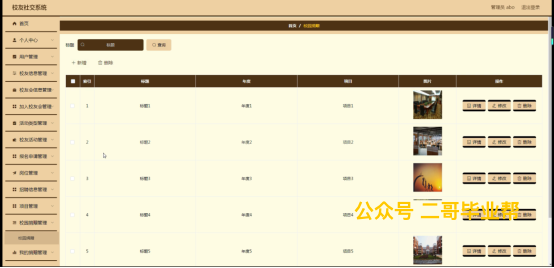 校友社交系统
管理员 abo 退出登录
首页
首页 / 校园捐赠
个人中心
标题 标题 查询
用户管理
新增 删除
校友信息管理
索引 标题 年度 项目 图片 操作
校友会信息管理
1 标题1 年度1 项目1 详情 修改 删除
加入校友会管理
活动类型管理
校友活动管理
2 标题2 年度2 项目2 详情 修改 删除
报名申请管理
岗位管理
3 标题3 年度3 项目3 详情 修改 删除
招聘信息管理
项目管理
4 标题4 年度4 项目4 详情 修改 删除
公众号 二哥毕业帮
校园捐赠管理
校园捐赠
5 标题5 年度5 项目5 详情 修改 删除
我的捐赠管理